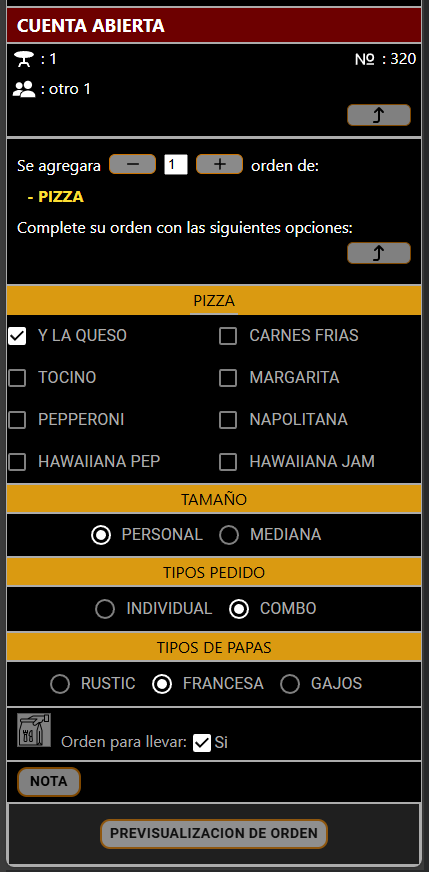 CUENTA ABIERTA
: 1 Nº : 320
: otro 1
Se agregara 1 orden de:
- PIZZA
Complete su orden con las siguientes opciones:
PIZZA
Y LA QUESO CARNES FRIAS
TOCINO MARGARITA
PEPPERONI NAPOLITANA
HAWAIIANA PEP HAWAIIANA JAM
TAMAÑO
PERSONAL MEDIANA
TIPOS PEDIDO
INDIVIDUAL COMBO
TIPOS DE PAPAS
RUSTIC FRANCESA GAJOS
Orden para llevar: Si
NOTA
PREVISUALIZACION DE ORDEN